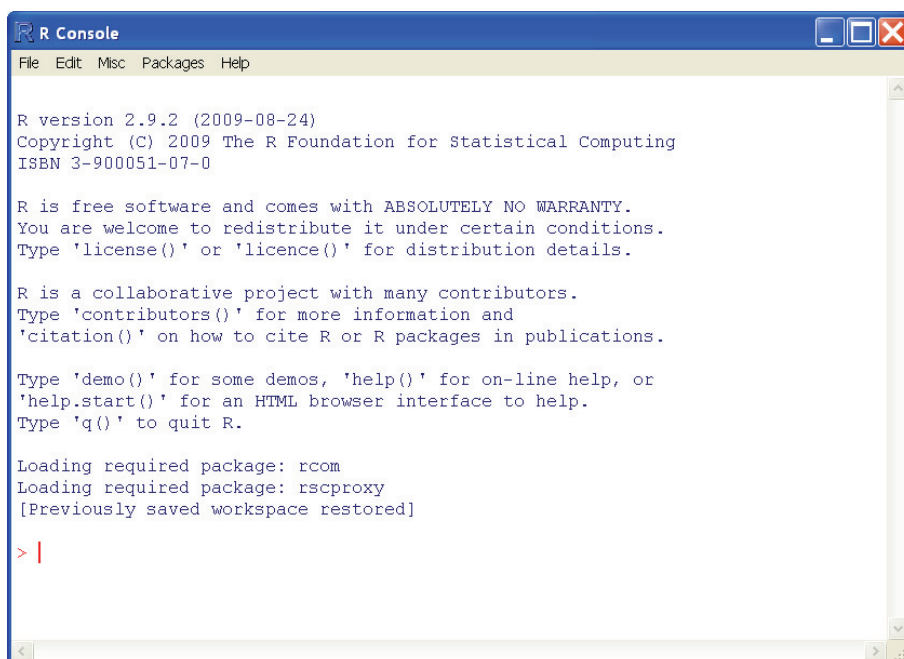 R Console
File Edit Misc Packages Help
R version 2.9.2 (2009-08-24)
Copyright (C) 2009 The R Foundation for Statistical Computing
ISBN 3-900051-07-0
R is free software and comes with ABSOLUTELY NO WARRANTY.
You are welcome to redistribute it under certain conditions.
Type 'license()' or 'licence()' for distribution details.
R is a collaborative project with many contributors.
Type 'contributors()' for more information and
'citation()' on how to cite R or R packages in publications.
Type 'demo()' for some demos, 'help()' for on-line help, or
'help.start()' for an HTML browser interface to help.
Type 'q()' to quit R.
Loading required package: rcom
Loading required package: rscproxy
[Previously saved workspace restored]
>